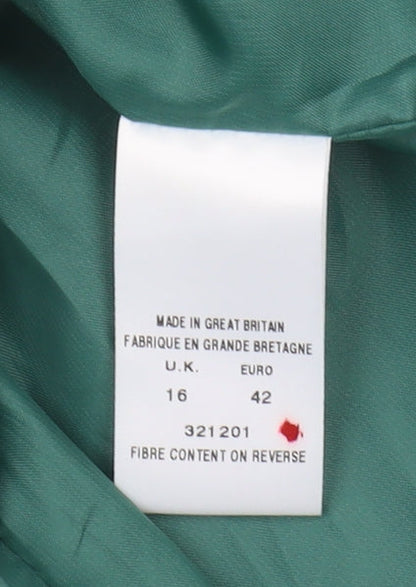 MADE IN GREAT BRITAIN
FABRIQUE EN GRANDE BRETAGNE
U.K. EURO
16 42
321201
FIBRE CONTENT ON REVERSE